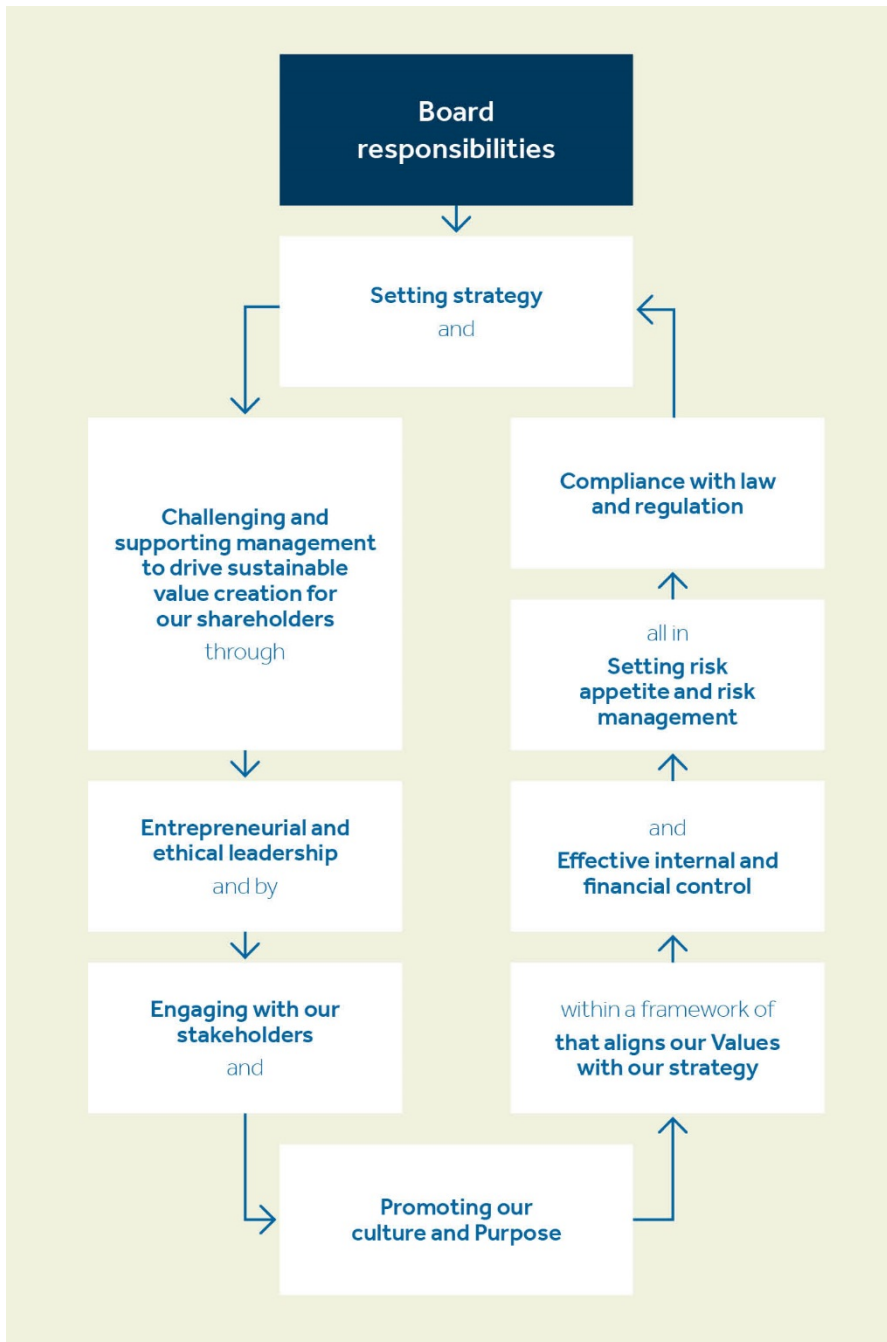 Board
responsibilities
Setting strategy
and
Challenging and
supporting management
to drive sustainable
value creation for
our shareholders
through
Entrepreneurial and
ethical leadership
and by
Engaging with our
stakeholders
and
Promoting our
culture and Purpose
within a framework of
that aligns our Values
with our strategy
and
Effective internal and
financial control
all in
Setting risk
appetite and risk
management
Compliance with law
and regulation